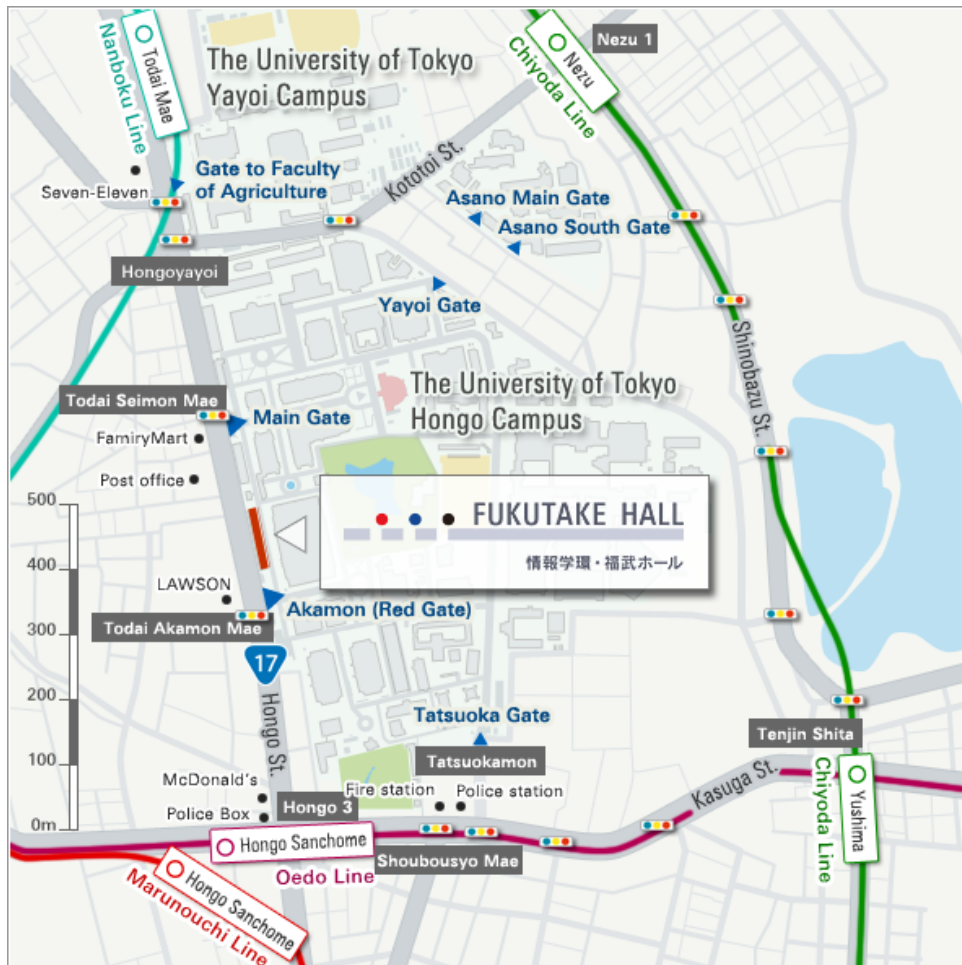 Nanboku Line
Todai Mae
The University of Tokyo
Yayoi Campus
Nezu 1
Nezu
Chiyoda Line
Kototoi St.
Gate to Faculty
of Agriculture
Seven-Eleven
Asano Main Gate
Asano South Gate
Hongoyayoi
Yayoi Gate
Shinobazu St.
The University of Tokyo
Hongo Campus
Todai Seimon Mae
Main Gate
FamiryMart
Post office
500
400
300
200
100
0m
FUKUTAKE HALL
情報学環・福武ホール
LAWSON
Akamon (Red Gate)
Todai Akamon Mae
17
Hongo St.
Tatsuoka Gate
Tatsuokamon
Tenjin Shita
McDonald's
Police Box
Fire station
Police station
Hongo 3
Kasuga St.
Yushima
Chiyoda Line
Hongo Sanchome
Oedo Line
Shoubousyo Mae
Hongo Sanchome
Marunouchi Line